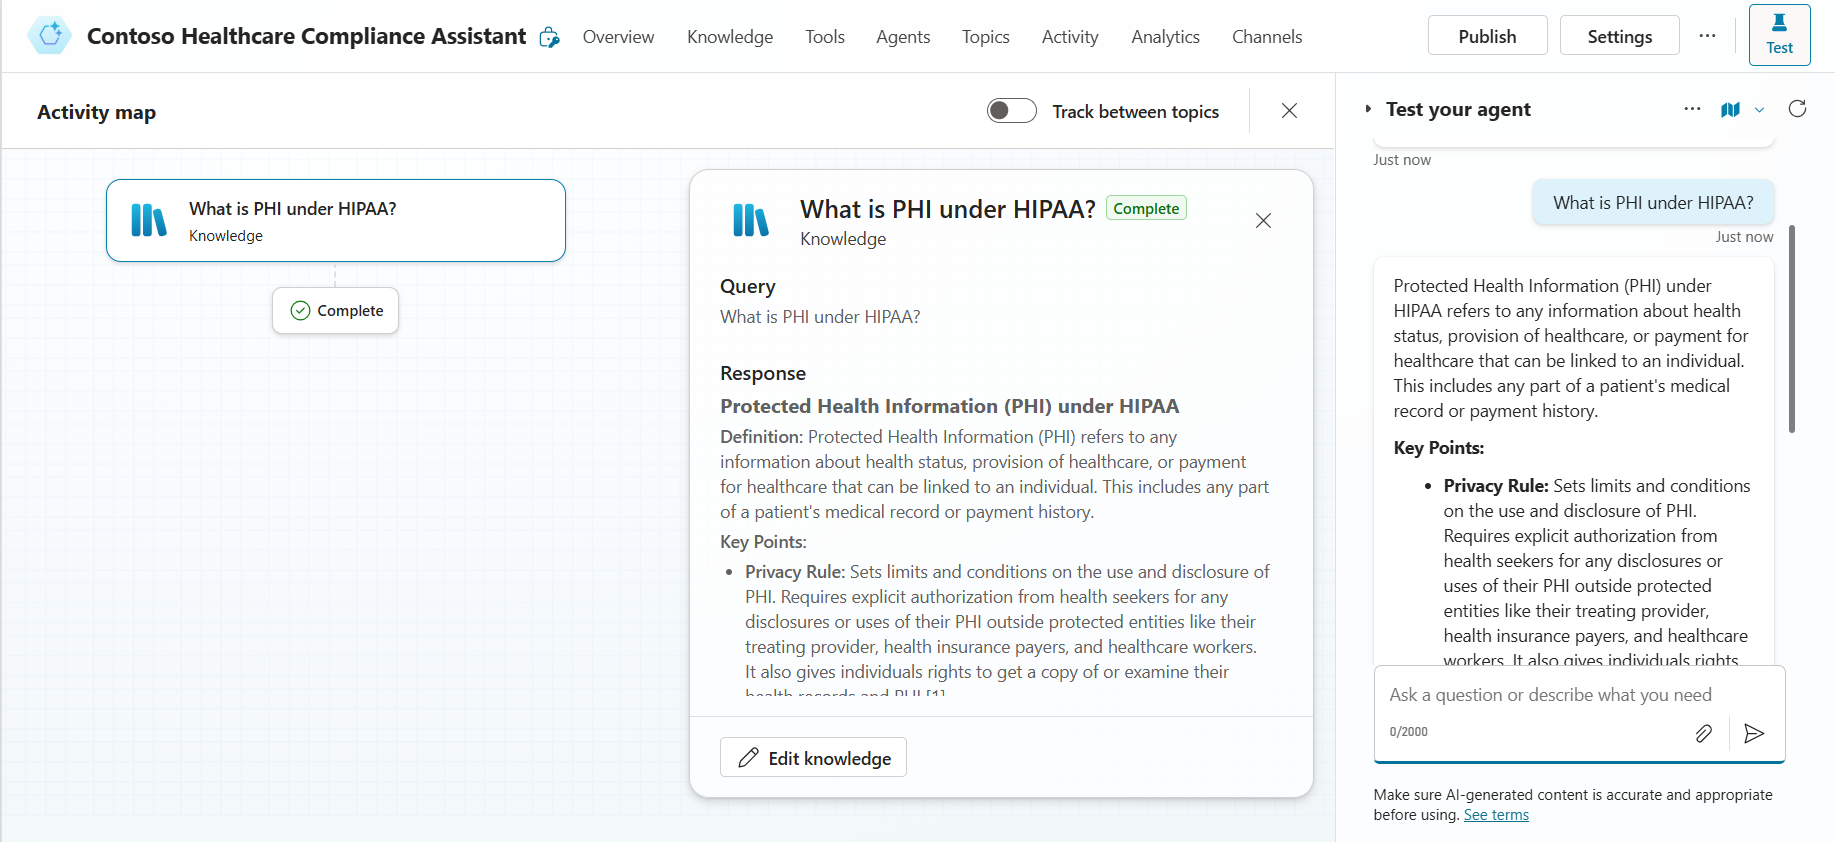 Contoso Healthcare Compliance Assistant
Overview
Knowledge
Tools
Agents
Topics
Activity
Analytics
Channels
Publish
Settings
Test
Activity map
Track between topics
What is PHI under HIPAA?
Knowledge
Complete
What is PHI under HIPAA?
Complete
Knowledge
Query
What is PHI under HIPAA?
Response
Protected Health Information (PHI) under HIPAA
Definition: Protected Health Information (PHI) refers to any
information about health status, provision of healthcare, or payment
for healthcare that can be linked to an individual. This includes any part
of a patient's medical record or payment history.
Key Points:
• Privacy Rule: Sets limits and conditions on the use and disclosure of
PHI. Requires explicit authorization from health seekers for any
disclosures or uses of their PHI outside protected entities like their
treating provider, health insurance payers, and healthcare workers.
It also gives individuals rights to get a copy of or examine their
health records and PHI.[1]
Edit knowledge
Test your agent
Just now
What is PHI under HIPAA?
Just now
Protected Health Information (PHI) under
HIPAA refers to any information about health
status, provision of healthcare, or payment for
healthcare that can be linked to an individual.
This includes any part of a patient's medical
record or payment history.
Key Points:
• Privacy Rule: Sets limits and conditions
on the use and disclosure of PHI.
Requires explicit authorization from
health seekers for any disclosures or
uses of their PHI outside protected
entities like their treating provider,
health insurance payers, and healthcare
workers. It also gives individuals rights
Ask a question or describe what you need
0/2000
Make sure AI-generated content is accurate and appropriate
before using. See terms